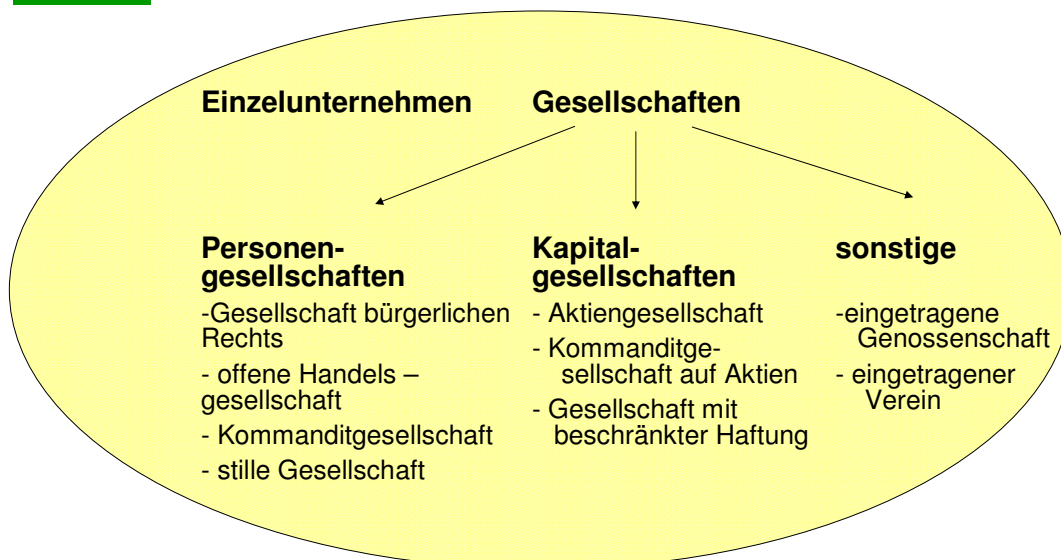 Einzelunternehmen
Gesellschaften
Personen-
gesellschaften
-Gesellschaft bürgerlichen
Rechts
- offene Handels –
gesellschaft
- Kommanditgesellschaft
- stille Gesellschaft
Kapital-
gesellschaften
- Aktiengesellschaft
- Kommanditge-
sellschaft auf Aktien
- Gesellschaft mit
beschränkter Haftung
sonstige
-eingetragene
Genossenschaft
- eingetragener
Verein